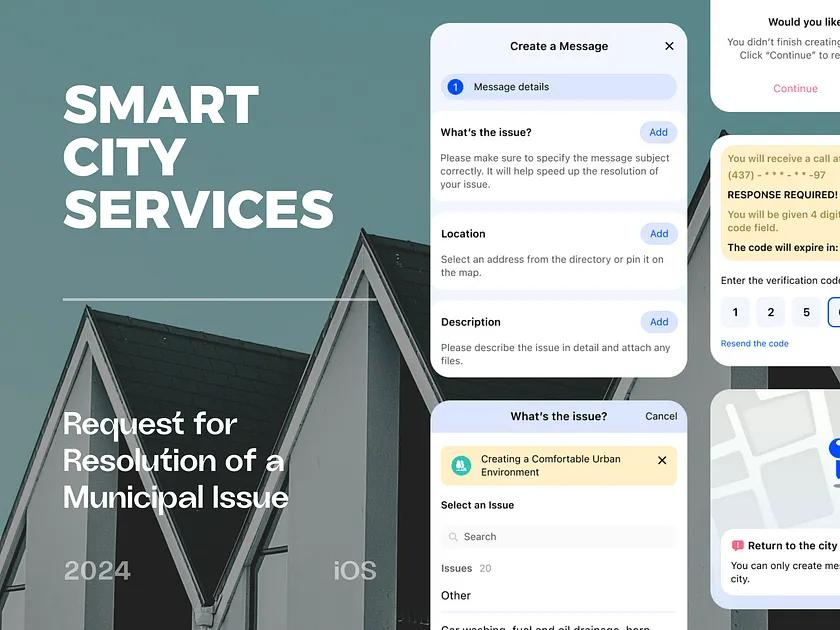 SMART
CITY
SERVICES
Request for
Resolution of a
Municipal Issue
2024
iOS
Create a Message
1 Message details
What's the issue?
Add
Please make sure to specify the message subject
correctly. It will help speed up the resolution of
your issue.
Location
Add
Select an address from the directory or pin it on
the map.
Description
Add
Please describe the issue in detail and attach any
files.
What's the issue?
Cancel
Creating a Comfortable Urban
Environment
Select an Issue
Search
Issues 20
Other
Car washing, fuel and oil drainage, horn
Would you like
You didn't finish creating
Click “Continue” to re
Continue
You will receive a call at
(437) - * * * - * * -97
RESPONSE REQUIRED!
You will be given 4 digit
code field.
The code will expire in:
Enter the verification code
1 2 5
Resend the code
Return to the city
You can only create me
city.